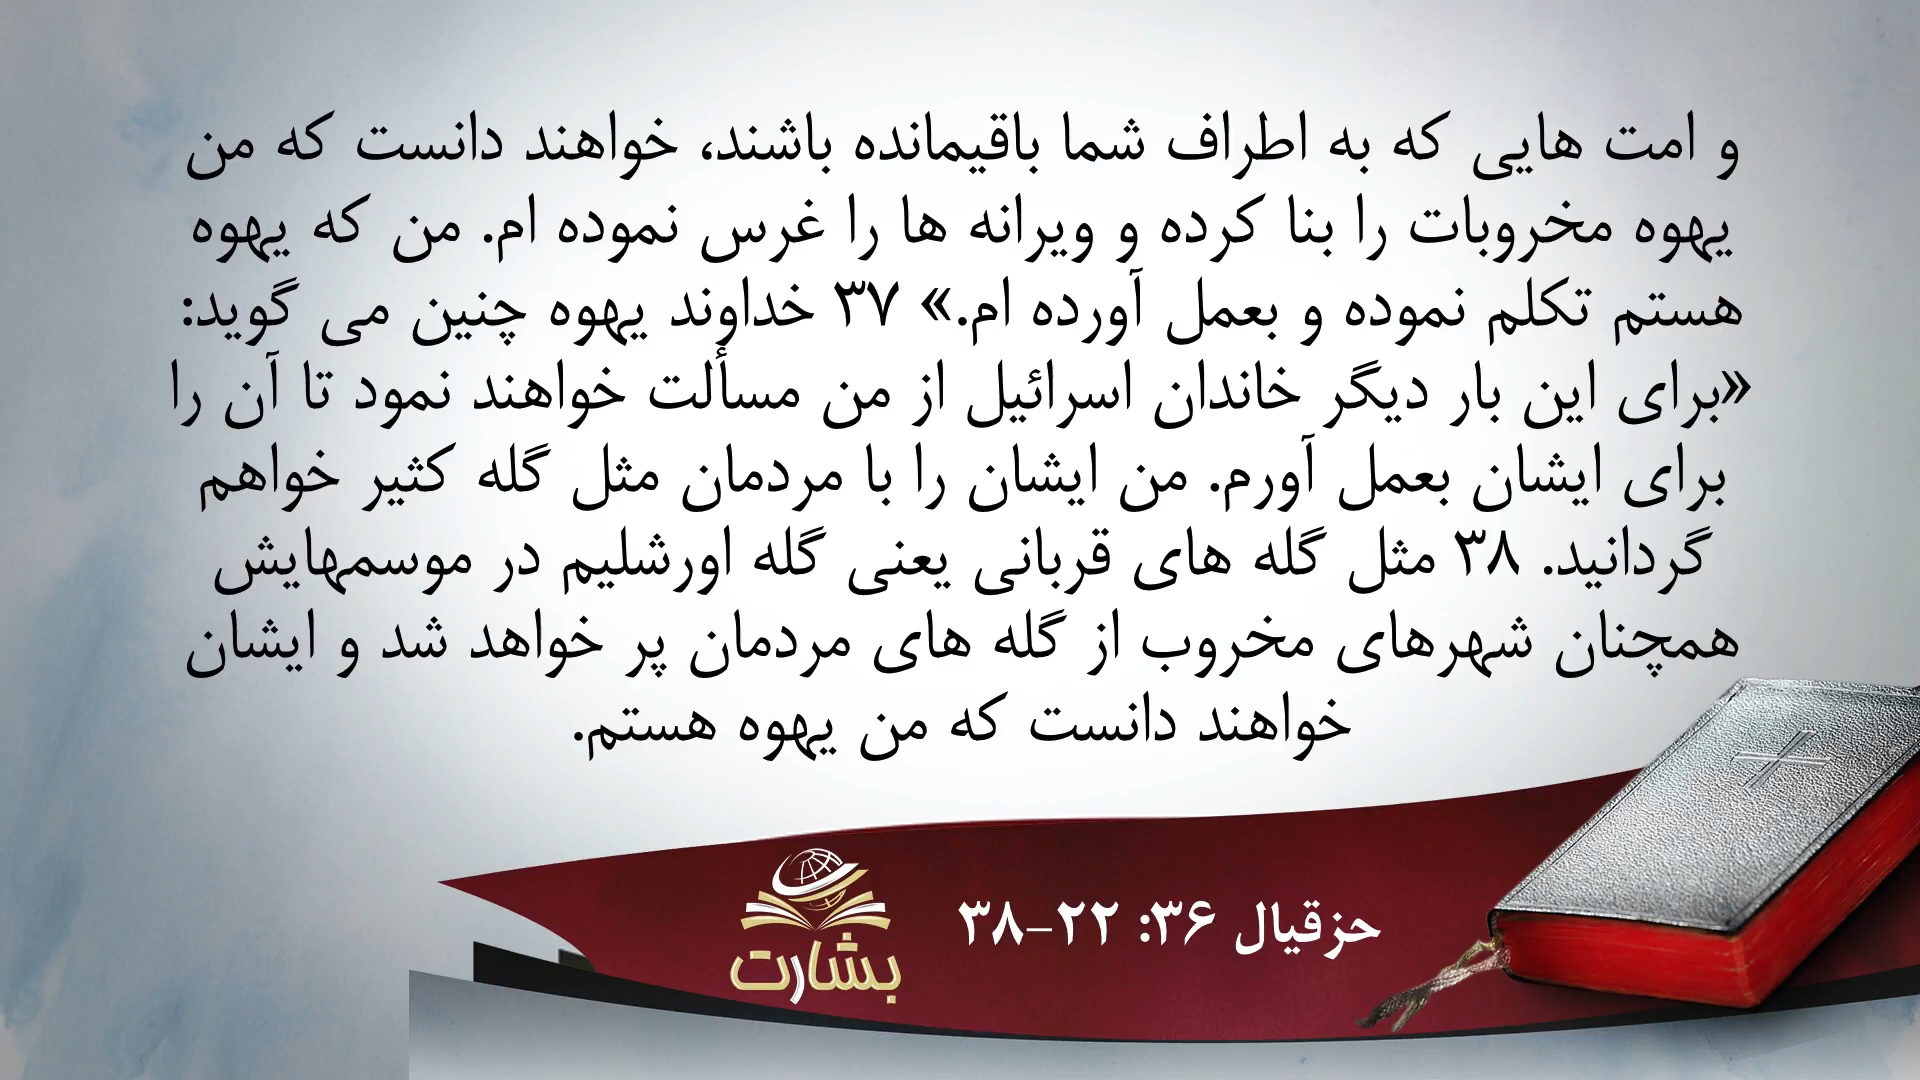 و امت هایی که به اطراف شما باقیمانده باشند، خواهند دانست که من
یهوه مخروبات را بنا کرده و ویرانه ها را غرس نموده ام. من که یهوه
هستم تکلم نموده و بعمل آورده ام.» ۳۷ خداوند یهوه چنین می گوید:
«برای این بار دیگر خاندان اسرائیل از من مسألت خواهند نمود تا آن را
برای ایشان بعمل آورم. من ایشان را با مردمان مثل گله کثیر خواهم
گردانید. ۳۸ مثل گله های قربانی یعنی گله اورشلیم در موسمهایش
همچنان شهرهای مخروب از گله های مردمان پر خواهد شد و ایشان
خواهند دانست که من یهوه هستم.
حزقیال ۳۶: ۲۲-۳۸
بشارت